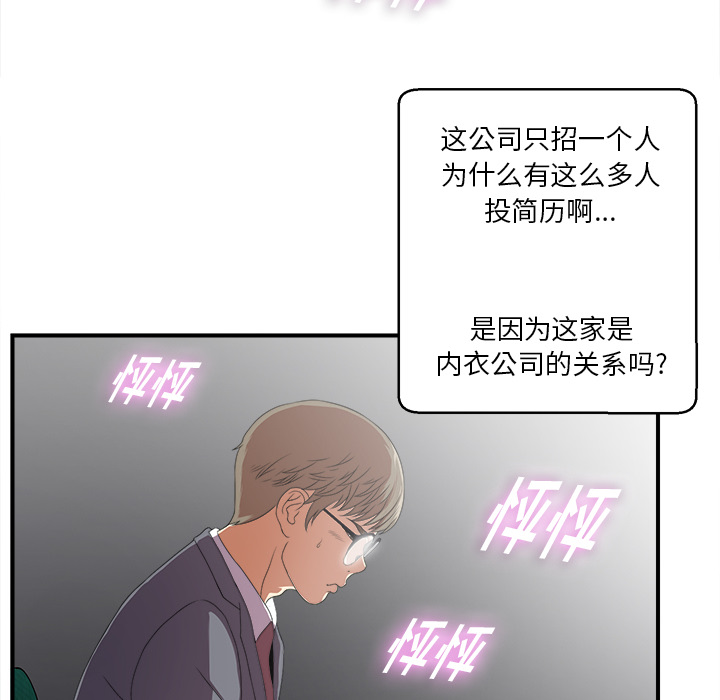 这公司只招一个人
为什么有这么多人
投简历啊...
是因为这家是
内衣公司的关系吗?
怦怦
怦怦
怦怦